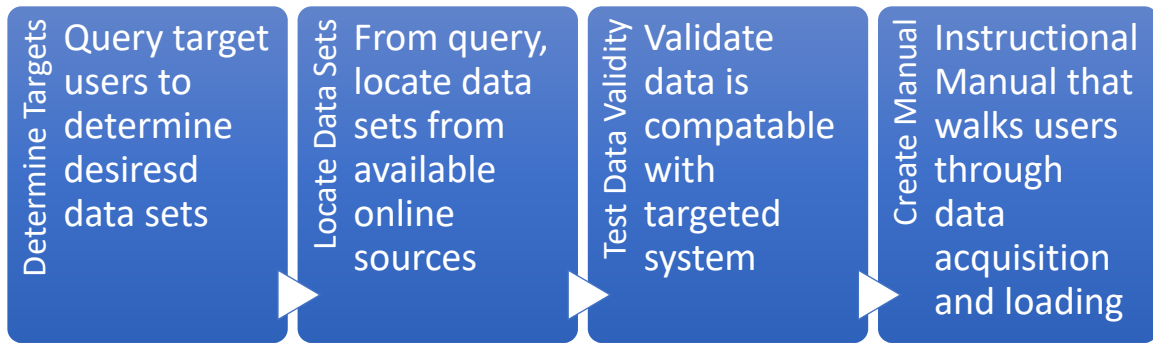 Determine Targets
Query target
users to
determine
desiresd
data sets
Locate Data Sets
From query,
locate data
sets from
available
online
sources
Test Data Validity
Validate
data is
compatable
with
targeted
system
Create Manual
Instructional
Manual that
walks users
through
data
acquisition
and loading